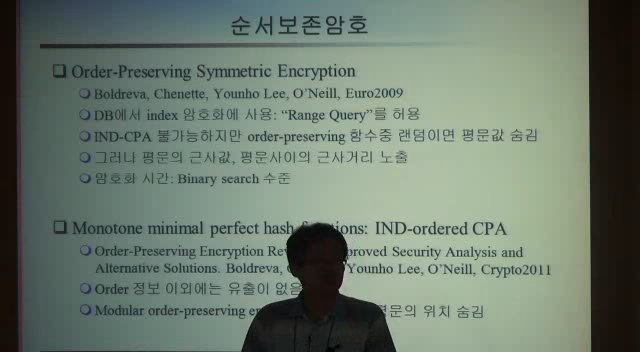 순서보존암호
Order-Preserving Symmetric Encryption
Boldreva, Chenette, Younho Lee, O'Neill, Euro2009
DB에서 index 암호화에 사용: “Range Query”를 허용
IND-CPA 불가능하지만 order-preserving 함수중 랜덤이면 평문값 숨김
그러나 평문의 근사값, 평문사이의 근사거리 노출
암호화 시간: Binary search 수준
Monotone minimal perfect hash functions: IND-ordered CPA
Order-Preserving Encryption Security Analysis and
Alternative Solutions. Boldreva, Younho Lee, O'Neill, Crypto2011
Order 정보 이외에는 유출이 없음
Modular order-preserving 평문의 위치 숨김